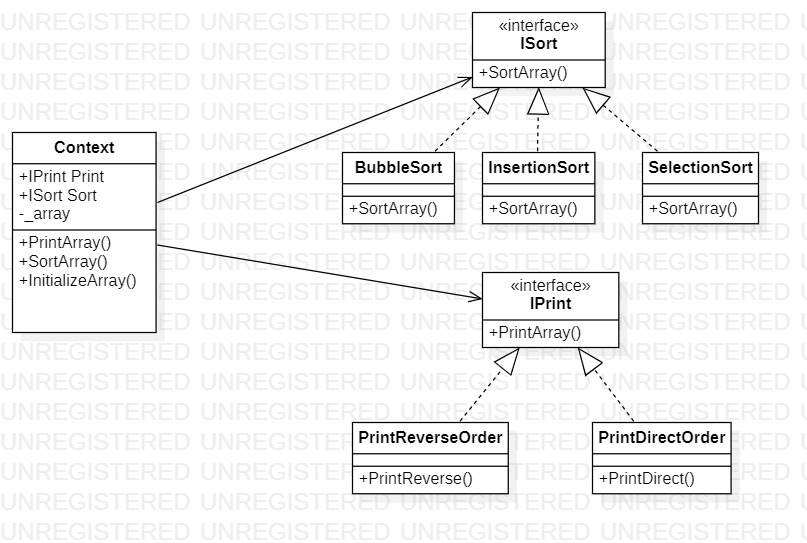 «interface»
ISort
+SortArray()
Context
+IPrint Print
+ISort Sort
-_array
+PrintArray()
+SortArray()
+InitializeArray()
BubbleSort
+SortArray()
InsertionSort
+SortArray()
SelectionSort
+SortArray()
«interface»
IPrint
+PrintArray()
PrintReverseOrder
+PrintReverse()
PrintDirectOrder
+PrintDirect()
UNREGISTERED UNREGISTERED UNREGISTERED UNREGISTERED